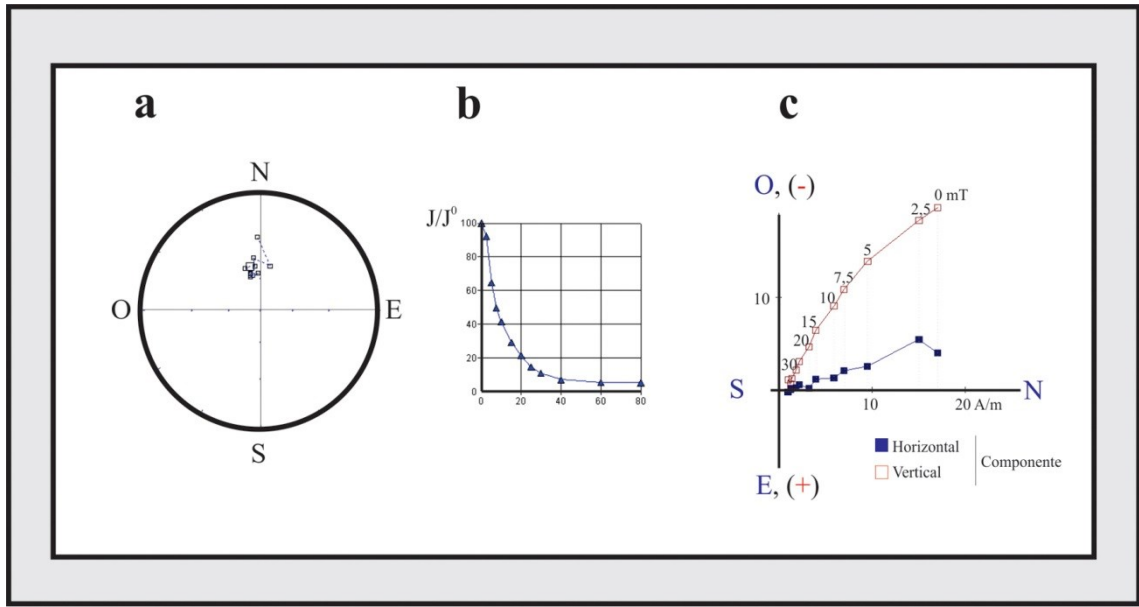 a
b
c
N
O
E
S
J/J⁰
100
80
60
40
20
0
0
20
40
60
80
O, (-)
0 mT
2,5
5
7,5
10
15
20
30
10
S
N
10
20 A/m
E, (+)
Horizontal
Vertical
Componente